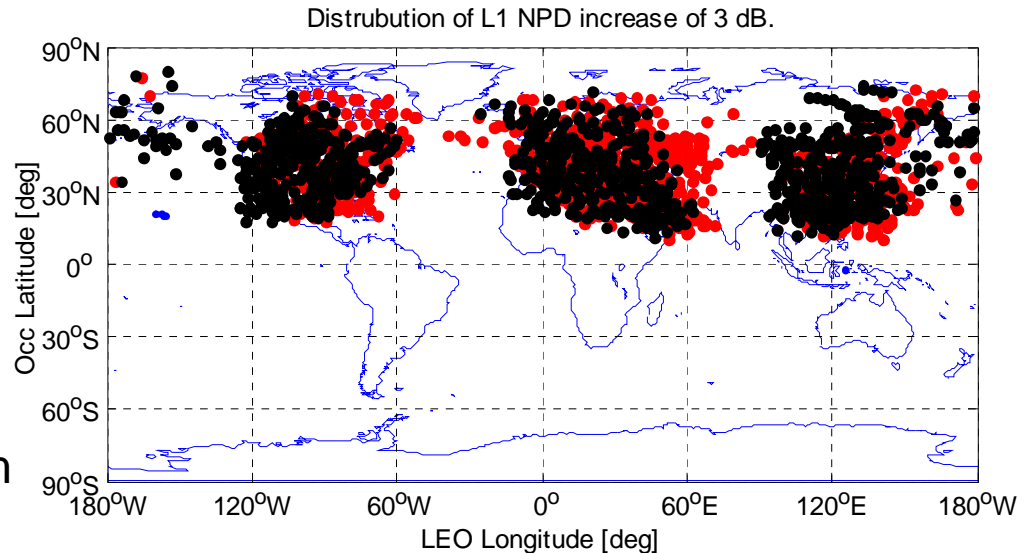 Distrubution of L1 NPD increase of 3 dB.
90°N
60°N
30°N
0°
30°S
60°S
90°S
Occ Latitude [deg]
n
180°W 120°W 60°W 0° 60°E 120°E 180°W
LEO Longitude [deg]